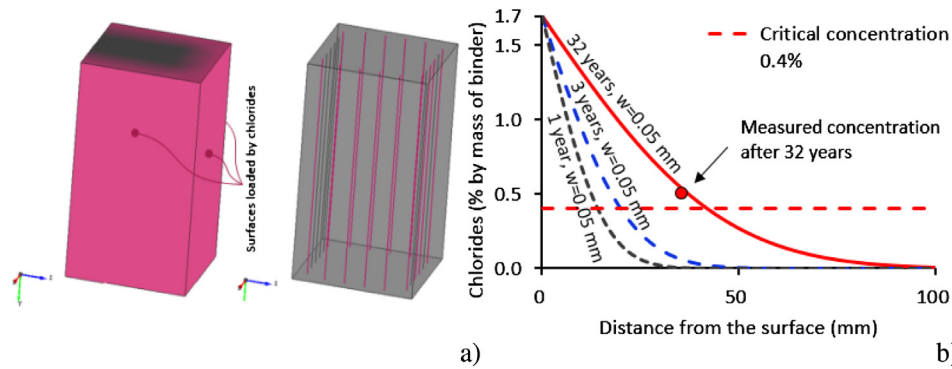 Surfaces loaded by chlorides
a)
Chlorides (% by mass of binder)
1.7
1.5
1.0
0.5
0.0
0
50
100
Distance from the surface (mm)
32 years, w=0.05 mm
3 years, w=0.05 mm
1 year, w=0.05 mm
Critical concentration
0.4%
Measured concentration
after 32 years
b)